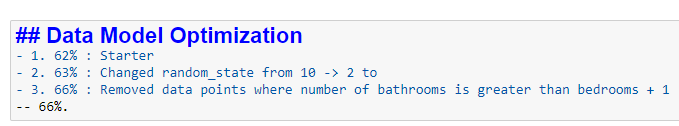 ## Data Model Optimization
- 1. 62% : Starter
- 2. 63% : Changed random_state from 10 -> 2 to
- 3. 66% : Removed data points where number of bathrooms is greater than bedrooms + 1
-- 66%.